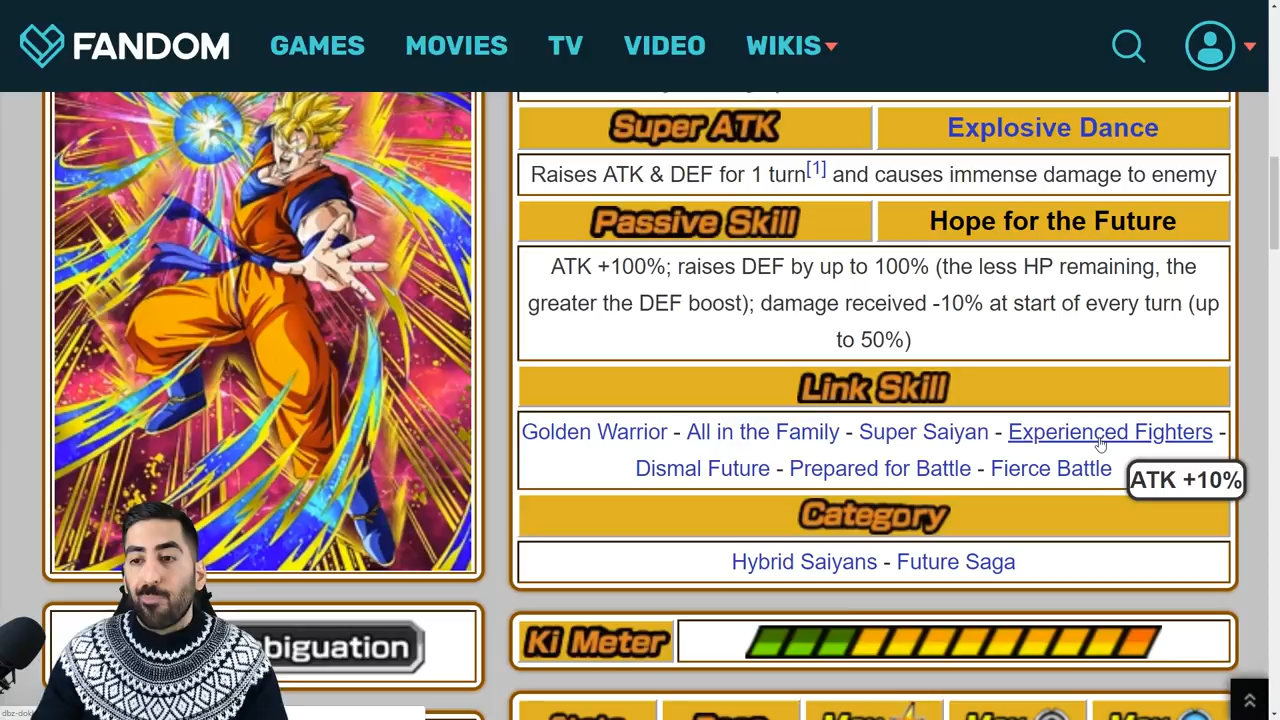 FANDOM GAMES MOVIES TV VIDEO WIKIS
Super ATK Explosive Dance
Raises ATK & DEF for 1 turn[1] and causes immense damage to enemy
Passive Skill Hope for the Future
ATK +100%; raises DEF by up to 100% (the less HP remaining, the
greater the DEF boost); damage received -10% at start of every turn (up
to 50%)
Link Skill
Golden Warrior - All in the Family - Super Saiyan - Experienced Fighters -
Dismal Future - Prepared for Battle - Fierce Battle
ATK +10%
Category
Hybrid Saiyans - Future Saga
biguation
Ki Meter